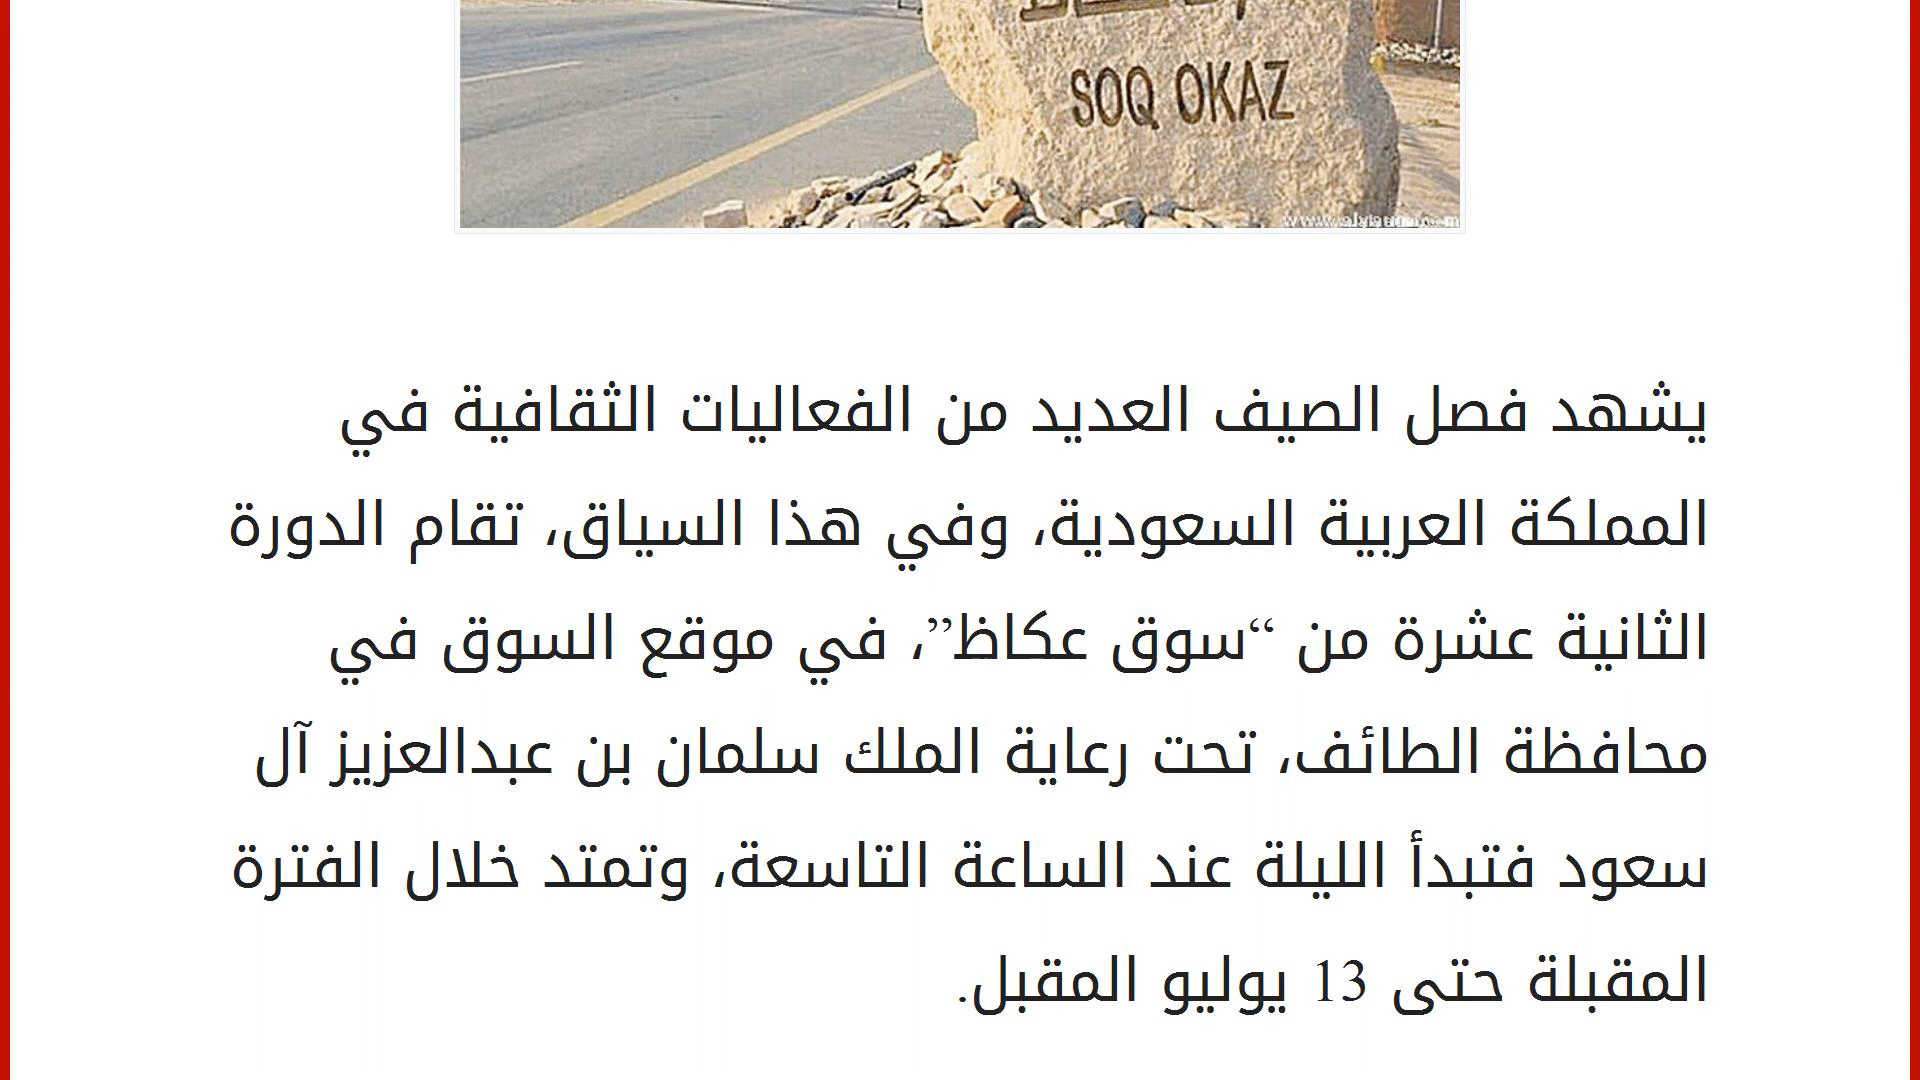 SOQ OKAZ
يشهد فصل الصيف العديد من الفعاليات الثقافية في
المملكة العربية السعودية، وفي هذا السياق، تقام الدورة
الثانية عشرة من “سوق عكاظ”، في موقع السوق في
محافظة الطائف، تحت رعاية الملك سلمان بن عبدالعزيز آل
سعود فتبدأ الليلة عند الساعة التاسعة، وتمتد خلال الفترة
المقبلة حتى 13 يوليو المقبل.